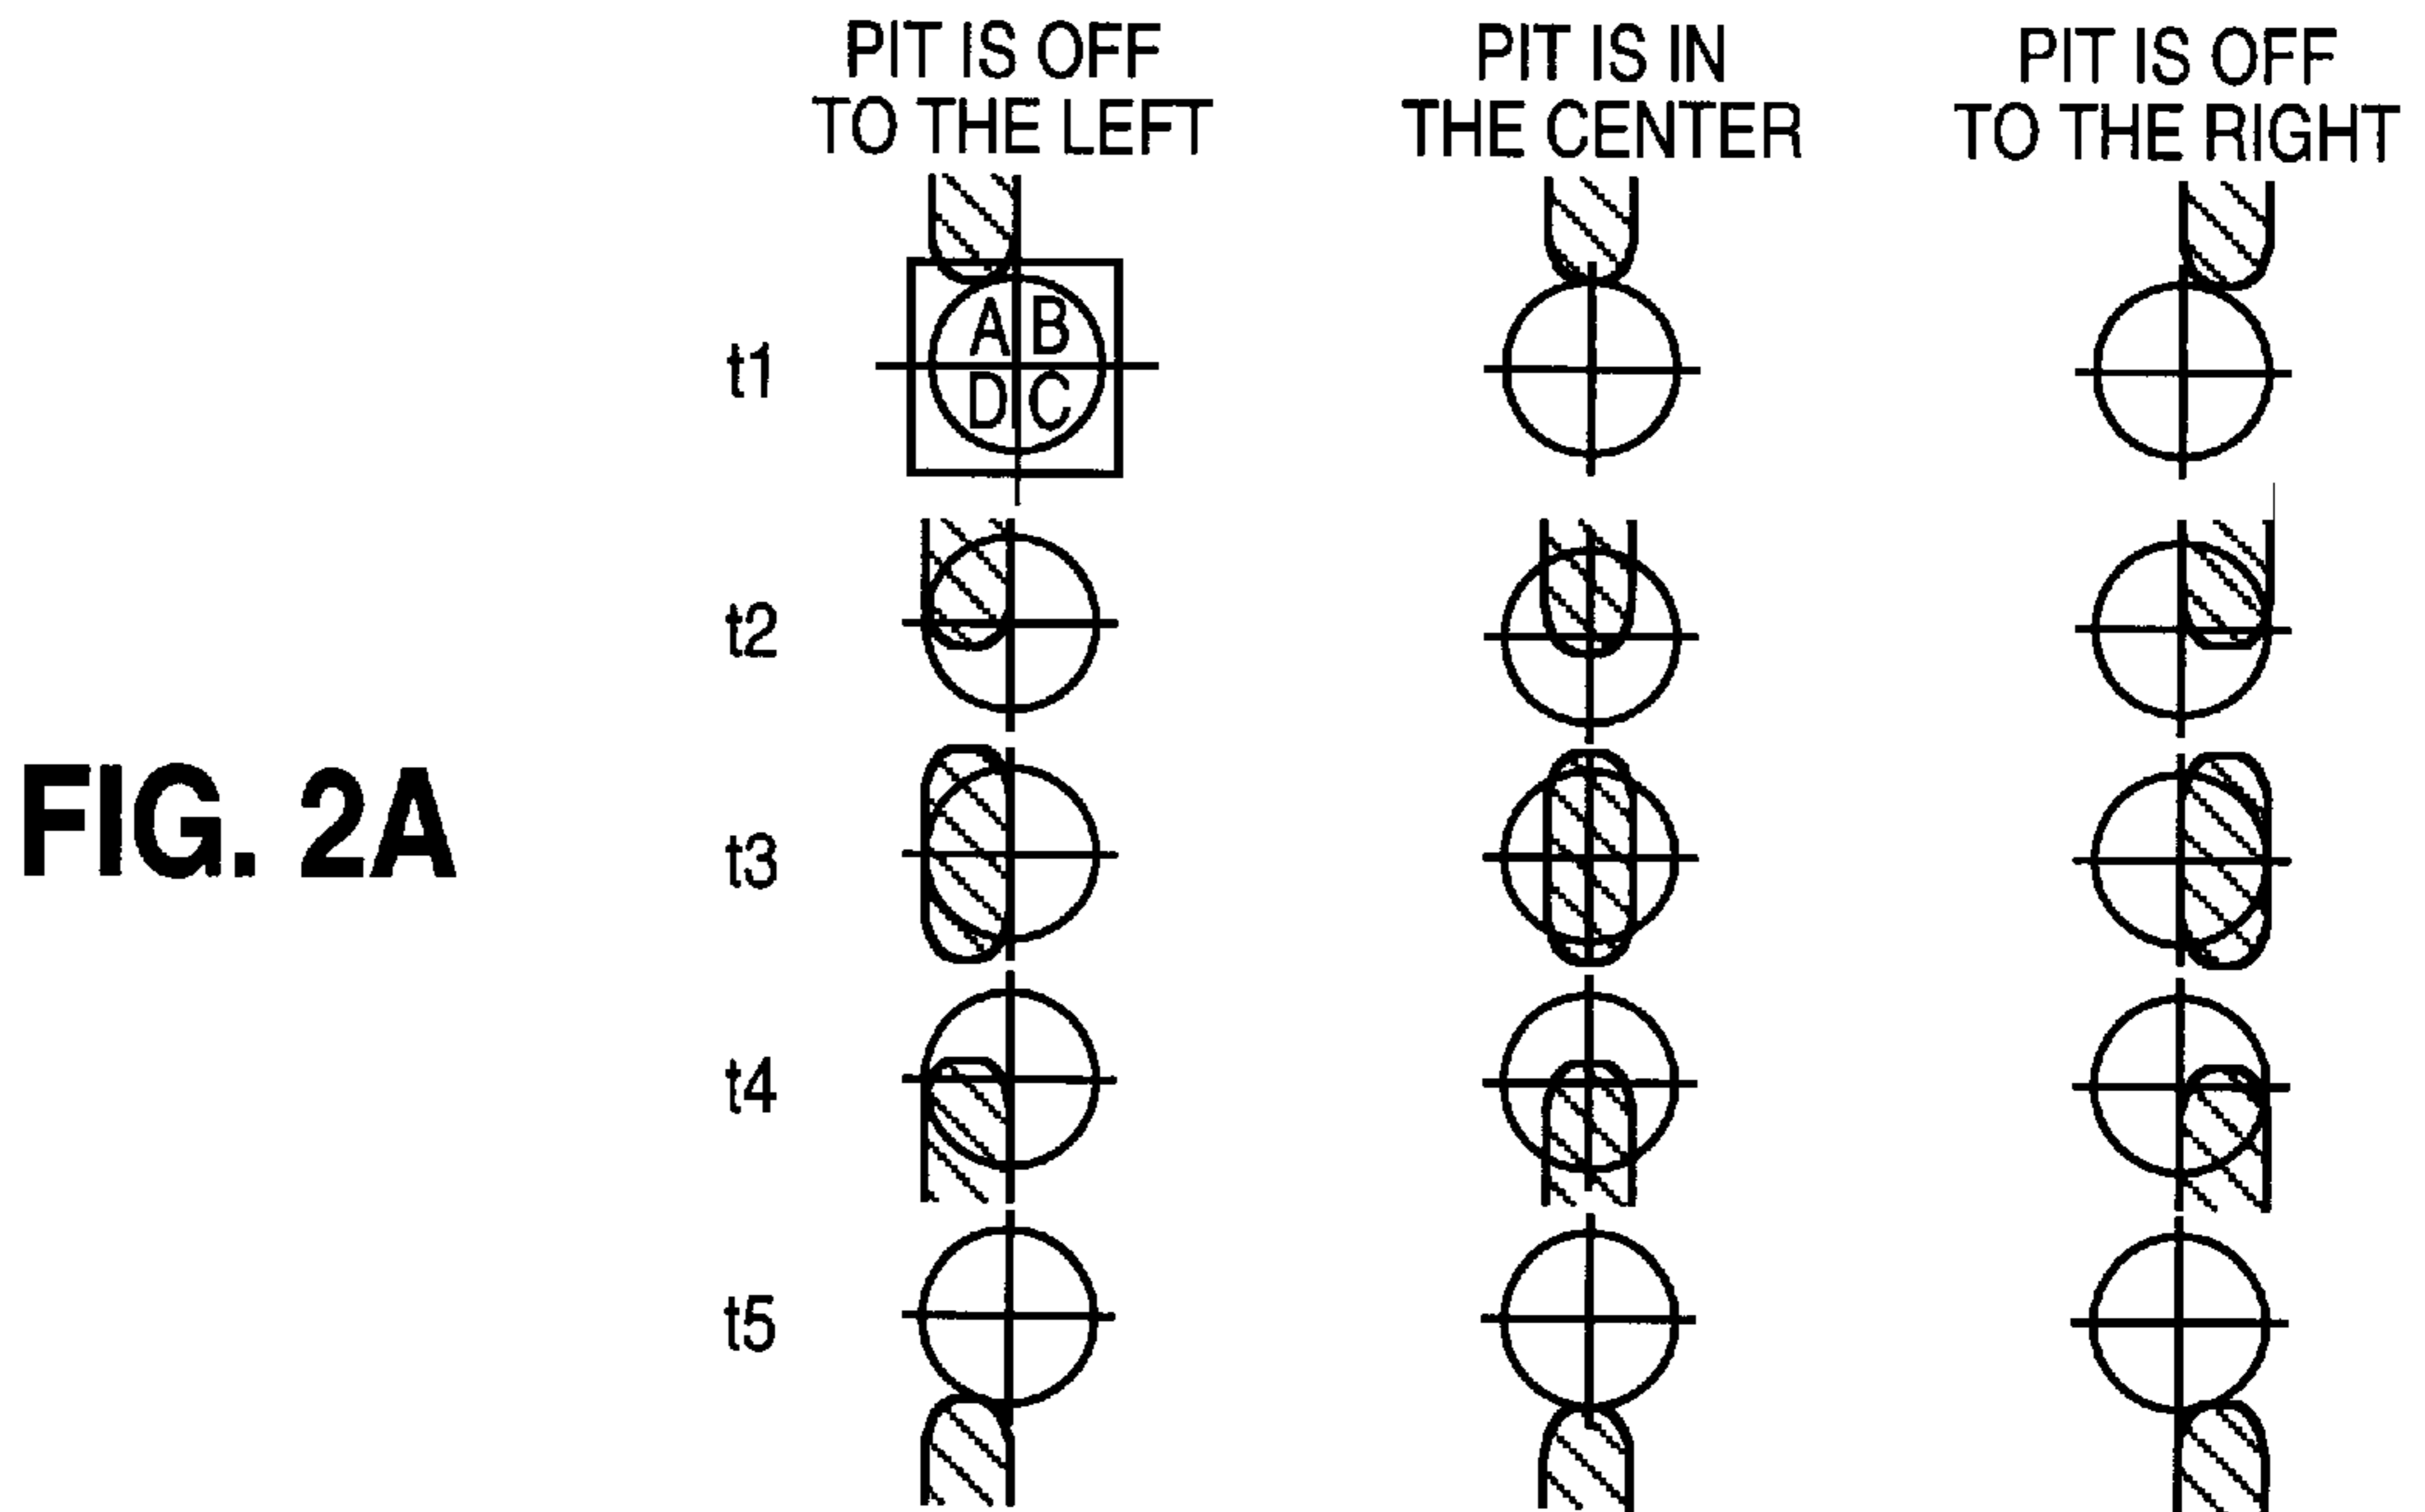 PIT IS OFF
TO THE LEFT
PIT IS IN
THE CENTER
PIT IS OFF
TO THE RIGHT
t1
A B
D C
t2
FIG. 2A
t3
t4
t5